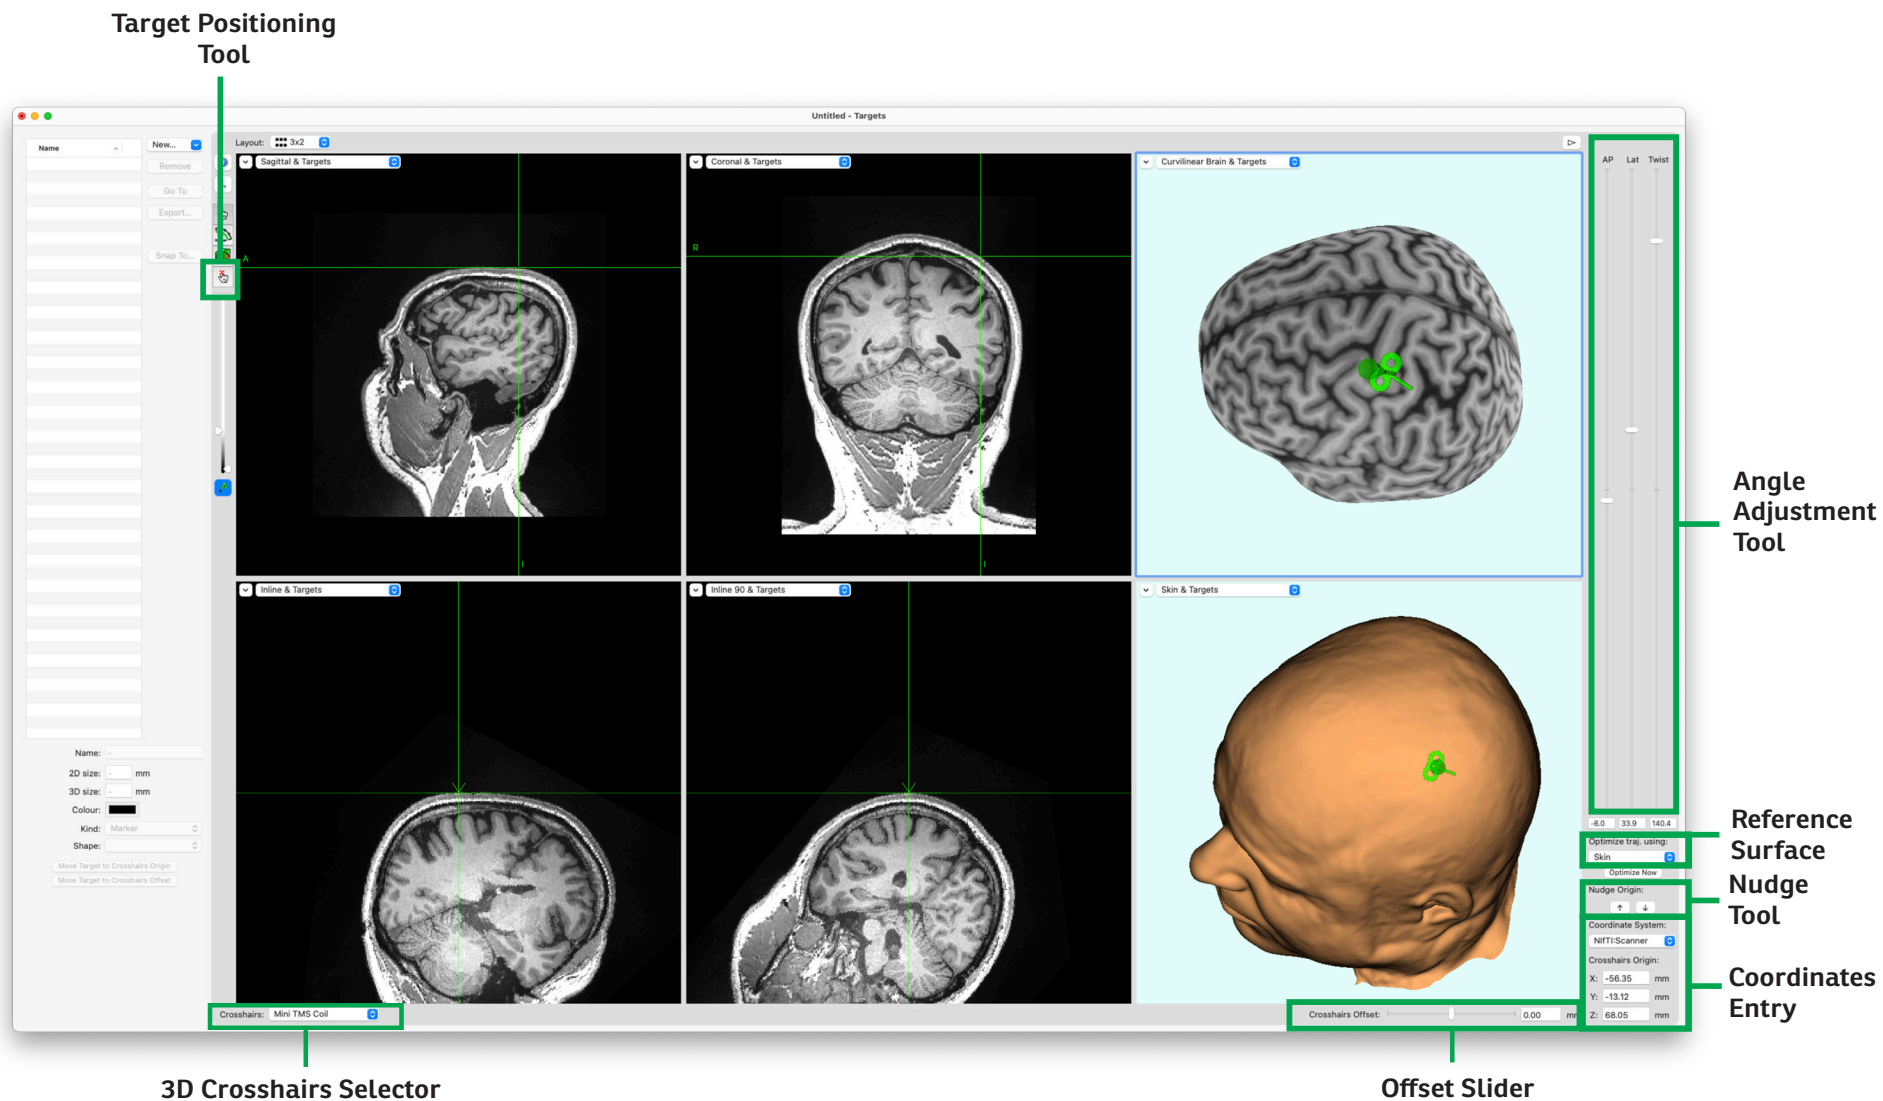 Target Positioning
Tool
Untitled - Targets
Name
New...
Remove
Go To
Export...
Snap To...
Layout: 3x2
Sagittal & Targets
A
I
Coronal & Targets
R
I
Curvilinear Brain & Targets
AP Lat Twist
Inline & Targets
Inline 90 & Targets
Skin & Targets
Angle
Adjustment
Tool
Name: -
2D size: - mm
3D size: - mm
Colour:
Kind: Marker
Shape:
Move Target to Crosshairs Origin
Move Target to Crosshairs Offset
-6.0 33.9 140.4
Optimize traj. using:
Skin
Optimize Now
Reference
Surface
Nudge Origin:
↑ ↓
Nudge
Tool
Coordinate System:
NIfTI:Scanner
Crosshairs Origin:
X: -56.35 mm
Y: -13.12 mm
Z: 68.05 mm
Coordinates
Entry
Crosshairs: Mini TMS Coil
Crosshairs Offset: 0.00
3D Crosshairs Selector
Offset Slider